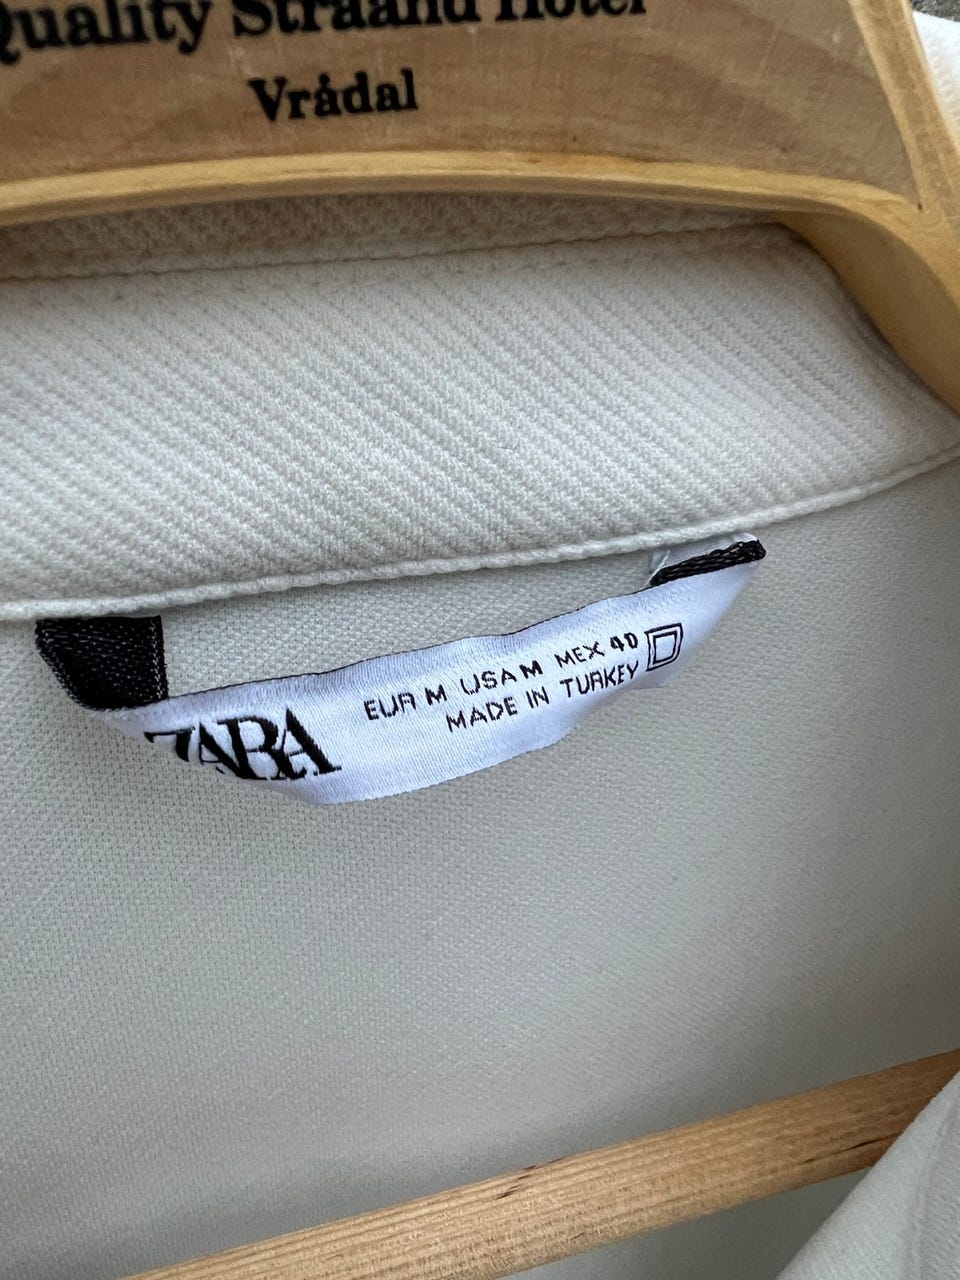 Quality Straand Hotel
Vrådal
ZARA
EUR M USA M MEX 40
MADE IN TURKEY